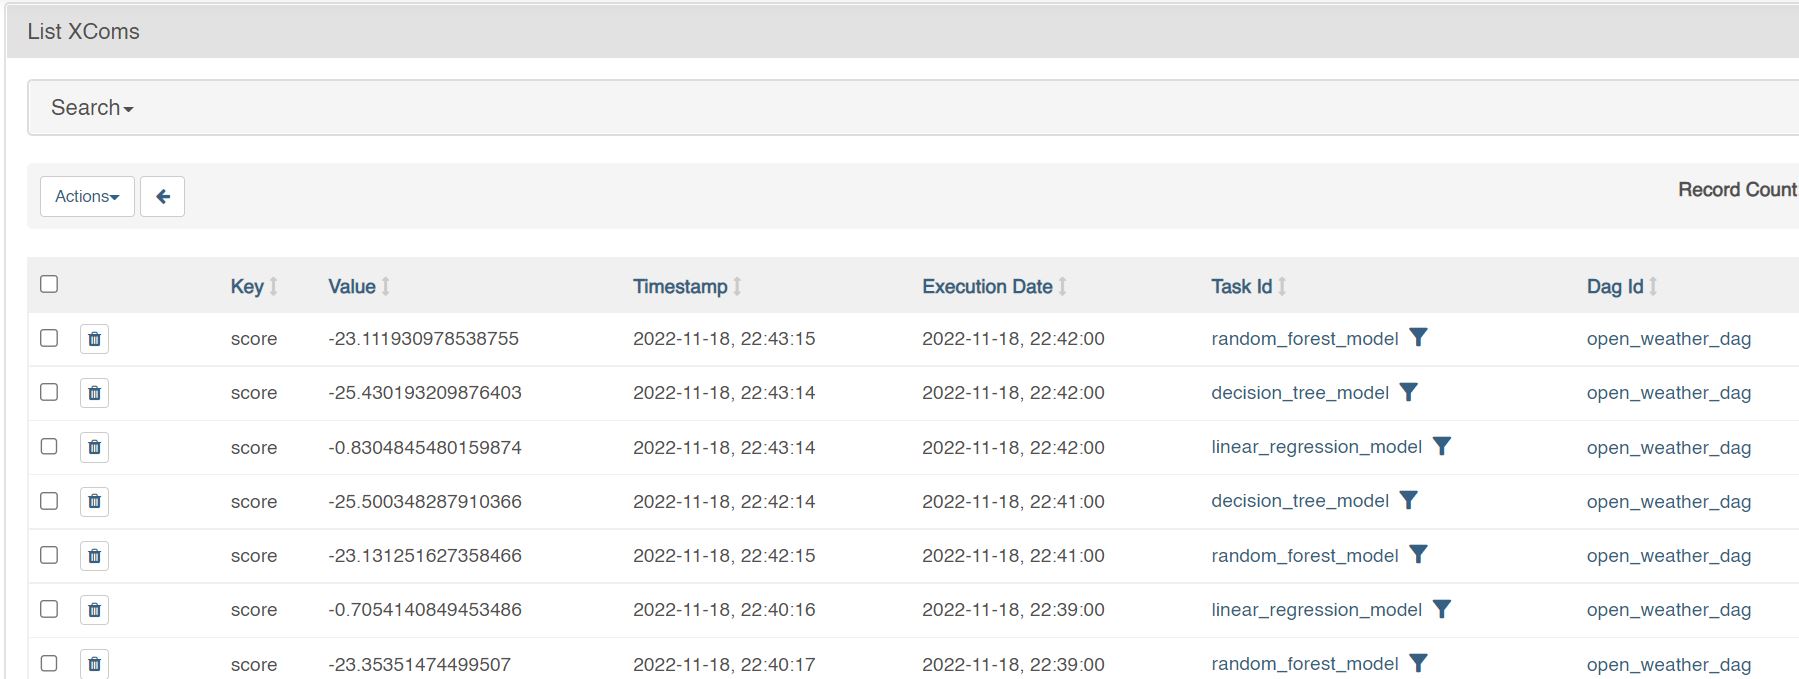 List XComs
Search
Actions
Record Count
Key Value Timestamp Execution Date Task Id Dag Id
score -23.111930978538755 2022-11-18, 22:43:15 2022-11-18, 22:42:00 random_forest_model open_weather_dag
score -25.430193209876403 2022-11-18, 22:43:14 2022-11-18, 22:42:00 decision_tree_model open_weather_dag
score -0.8304845480159874 2022-11-18, 22:43:14 2022-11-18, 22:42:00 linear_regression_model open_weather_dag
score -25.500348287910366 2022-11-18, 22:42:14 2022-11-18, 22:41:00 decision_tree_model open_weather_dag
score -23.131251627358466 2022-11-18, 22:42:15 2022-11-18, 22:41:00 random_forest_model open_weather_dag
score -0.7054140849453486 2022-11-18, 22:40:16 2022-11-18, 22:39:00 linear_regression_model open_weather_dag
score -23.35351474499507 2022-11-18, 22:40:17 2022-11-18, 22:39:00 random_forest_model open_weather_dag